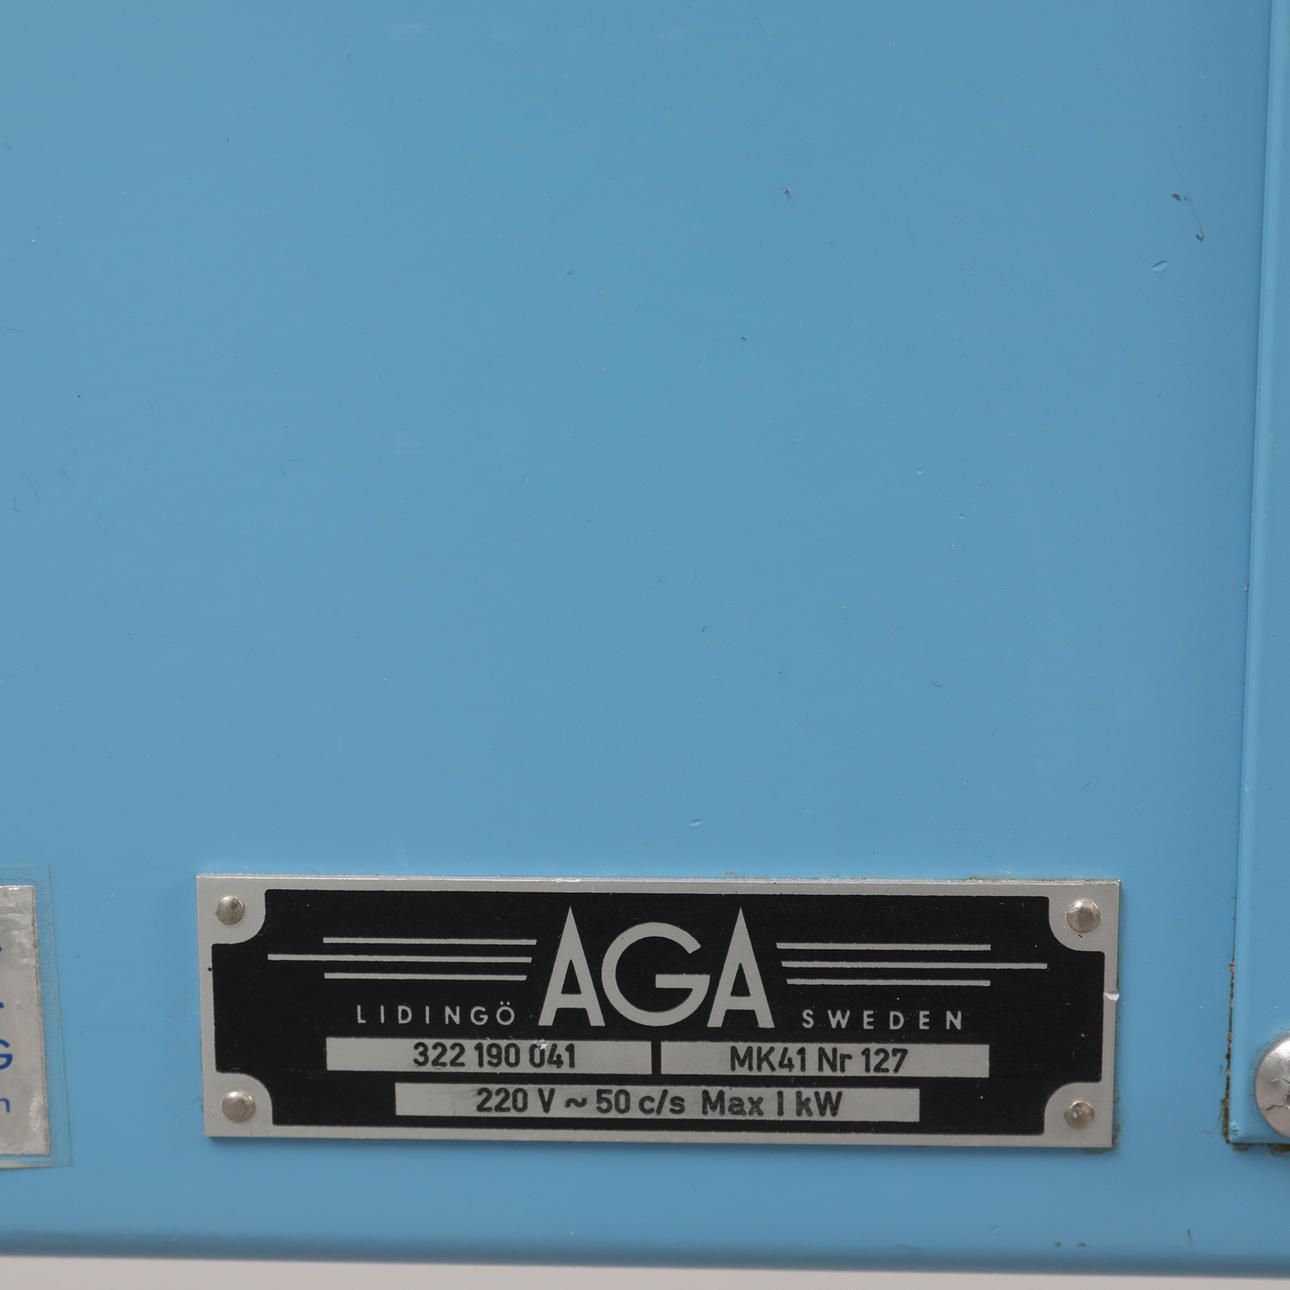 AGA
LIDINGÖ SWEDEN
322 190 041 MK41 Nr 127
220 V ~ 50 c/s Max 1 kW
G
n